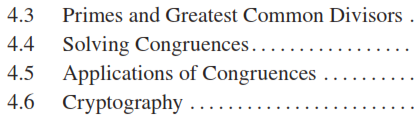 4.3 Primes and Greatest Common Divisors .
4.4 Solving Congruences. . . . . . . . . . . . . . . .
4.5 Applications of Congruences . . . . . . . . . .
4.6 Cryptography . . . . . . . . . . . . . . . . . . . . . . .